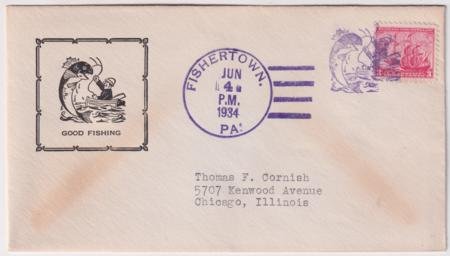 GOOD FISHING
FISHERTOWN.
JUN
4
P.M.
1934
PA.
Thomas F. Cornish
5707 Kenwood Avenue
Chicago, Illinois